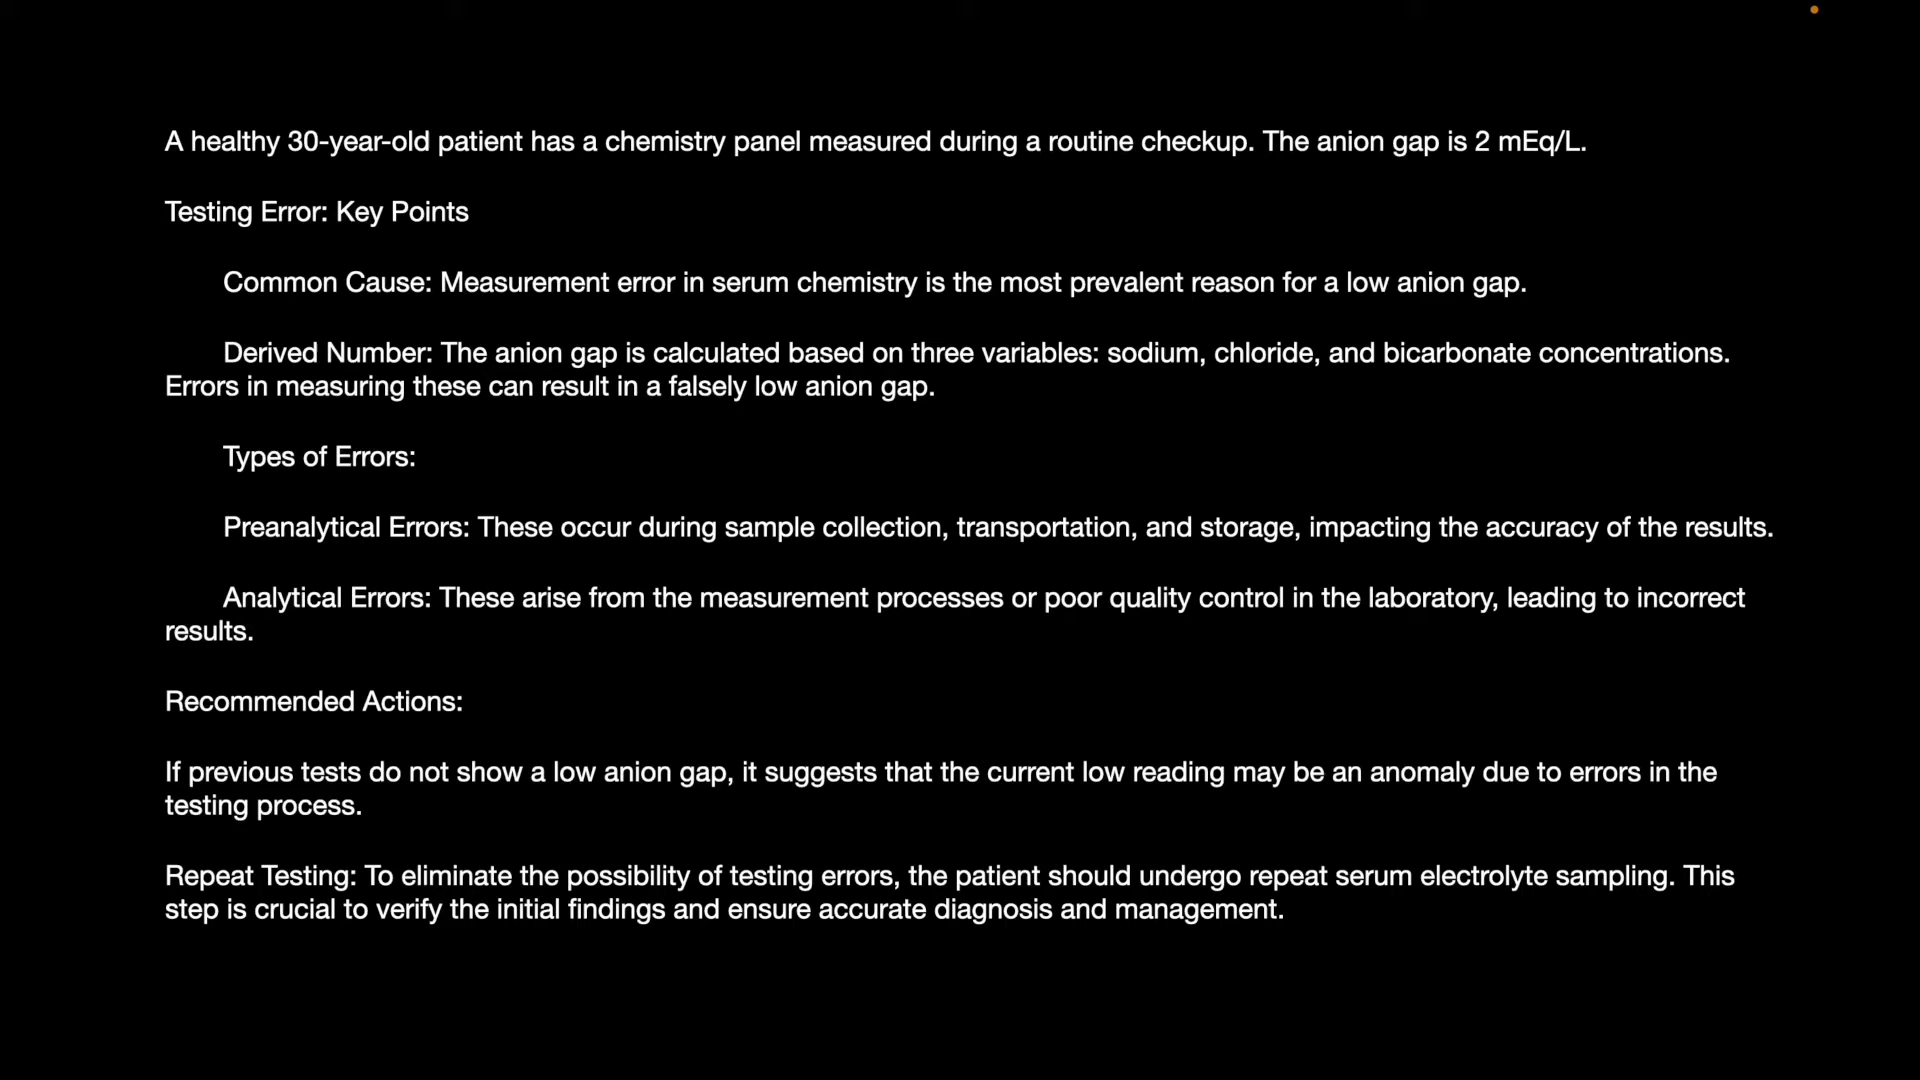 A healthy 30-year-old patient has a chemistry panel measured during a routine checkup. The anion gap is 2 mEq/L.
Testing Error: Key Points
Common Cause: Measurement error in serum chemistry is the most prevalent reason for a low anion gap.
Derived Number: The anion gap is calculated based on three variables: sodium, chloride, and bicarbonate concentrations.
Errors in measuring these can result in a falsely low anion gap.
Types of Errors:
Preanalytical Errors: These occur during sample collection, transportation, and storage, impacting the accuracy of the results.
Analytical Errors: These arise from the measurement processes or poor quality control in the laboratory, leading to incorrect
results.
Recommended Actions:
If previous tests do not show a low anion gap, it suggests that the current low reading may be an anomaly due to errors in the
testing process.
Repeat Testing: To eliminate the possibility of testing errors, the patient should undergo repeat serum electrolyte sampling. This
step is crucial to verify the initial findings and ensure accurate diagnosis and management.